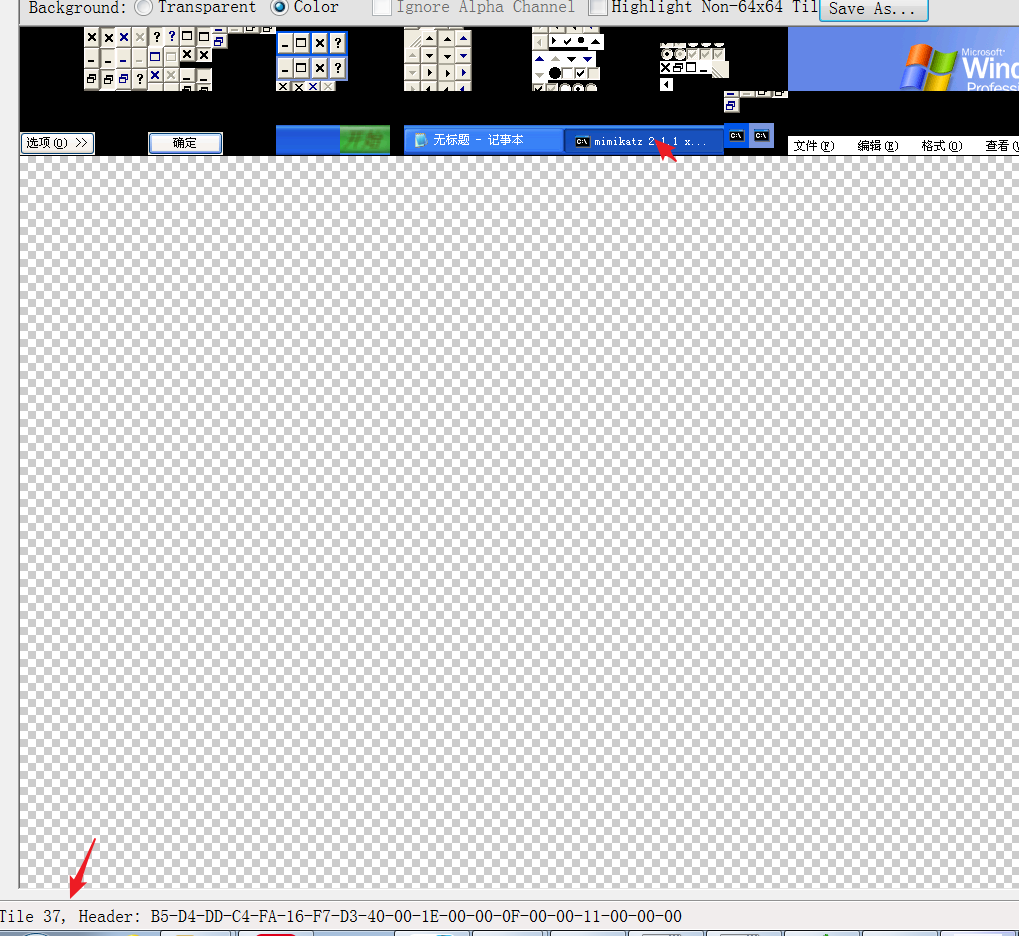 Background: Transparent Color Ignore Alpha Channel Highlight Non-64x64 Til Save As...
Microsoft®
Wind
Profess
选项(O) >> 确定 开始 无标题 - 记事本 C:\ mimikatz 2.1.1 x... C:\ C:\ 文件(F) 编辑(E) 格式(O) 查看(V
Tile 37, Header: B5-D4-DD-C4-FA-16-F7-D3-40-00-1E-00-00-0F-00-00-11-00-00-00